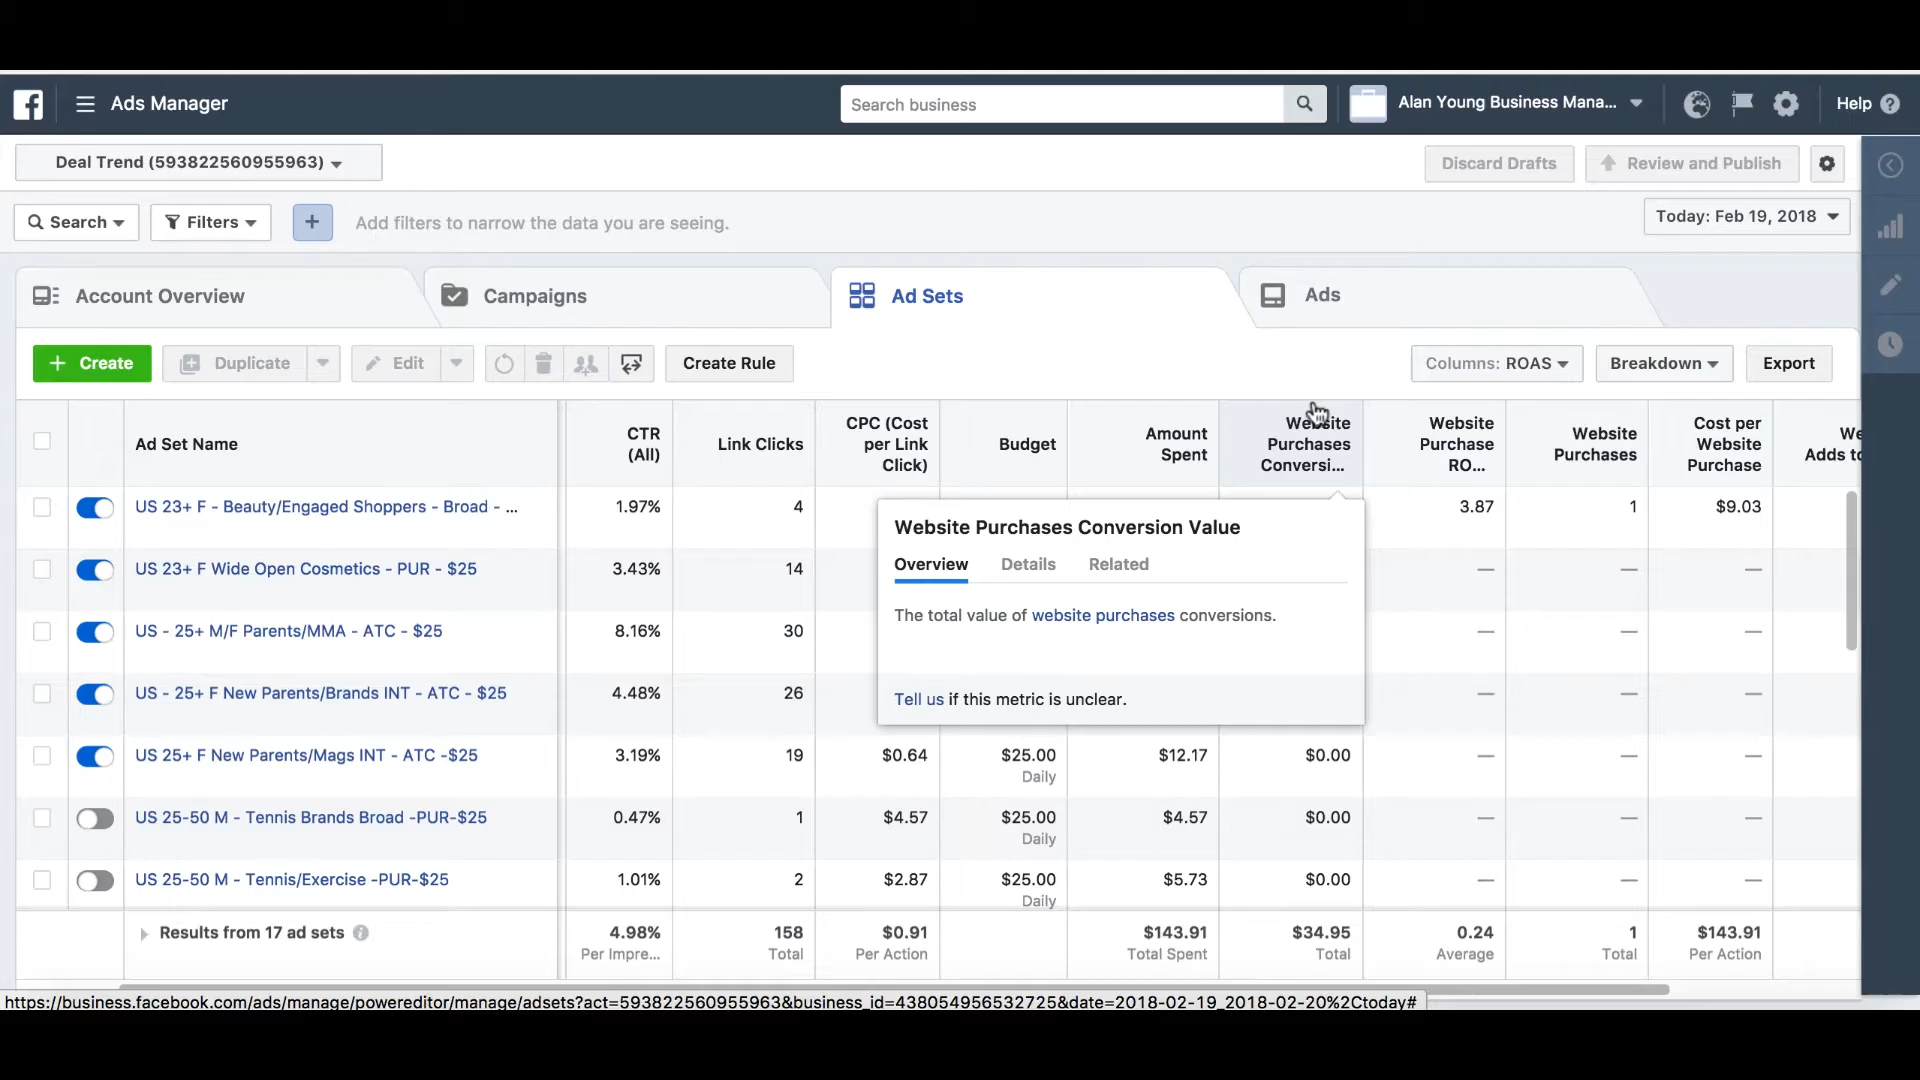 Ads Manager
Search business
Alan Young Business Mana...
Help
Deal Trend (593822560955963)
Discard Drafts
Review and Publish
Search
Filters
+
Add filters to narrow the data you are seeing.
Today: Feb 19, 2018
Account Overview
Campaigns
Ad Sets
Ads
+ Create
Duplicate
Edit
Create Rule
Columns: ROAS
Breakdown
Export
Ad Set Name
CTR
(All)
Link Clicks
CPC (Cost
per Link
Click)
Budget
Amount
Spent
Website
Purchases
Conversi...
Website
Purchase
RO...
Website
Purchases
Cost per
Website
Purchase
We
Adds to
US 23+ F - Beauty/Engaged Shoppers - Broad - ... 1.97% 4 3.87 1 $9.03
US 23+ F Wide Open Cosmetics - PUR - $25 3.43% 14 — — —
US - 25+ M/F Parents/MMA - ATC - $25 8.16% 30 — — —
US - 25+ F New Parents/Brands INT - ATC - $25 4.48% 26 — — —
Website Purchases Conversion Value
Overview Details Related
The total value of website purchases conversions.
Tell us if this metric is unclear.
US 25+ F New Parents/Mags INT - ATC -$25 3.19% 19 $0.64 $25.00 $12.17 $0.00 — — —
Daily
US 25-50 M - Tennis Brands Broad -PUR-$25 0.47% 1 $4.57 $25.00 $4.57 $0.00 — — —
Daily
US 25-50 M - Tennis/Exercise -PUR-$25 1.01% 2 $2.87 $25.00 $5.73 $0.00 — — —
Daily
Results from 17 ad sets 4.98% 158 $0.91 $143.91 $34.95 0.24 1 $143.91
Per Impre... Total Per Action Total Spent Total Average Total Per Action
https://business.facebook.com/ads/manage/powereditor/manage/adsets?act=593822560955963&business_id=438054956532725&date=2018-02-19_2018-02-20%2Ctoday#